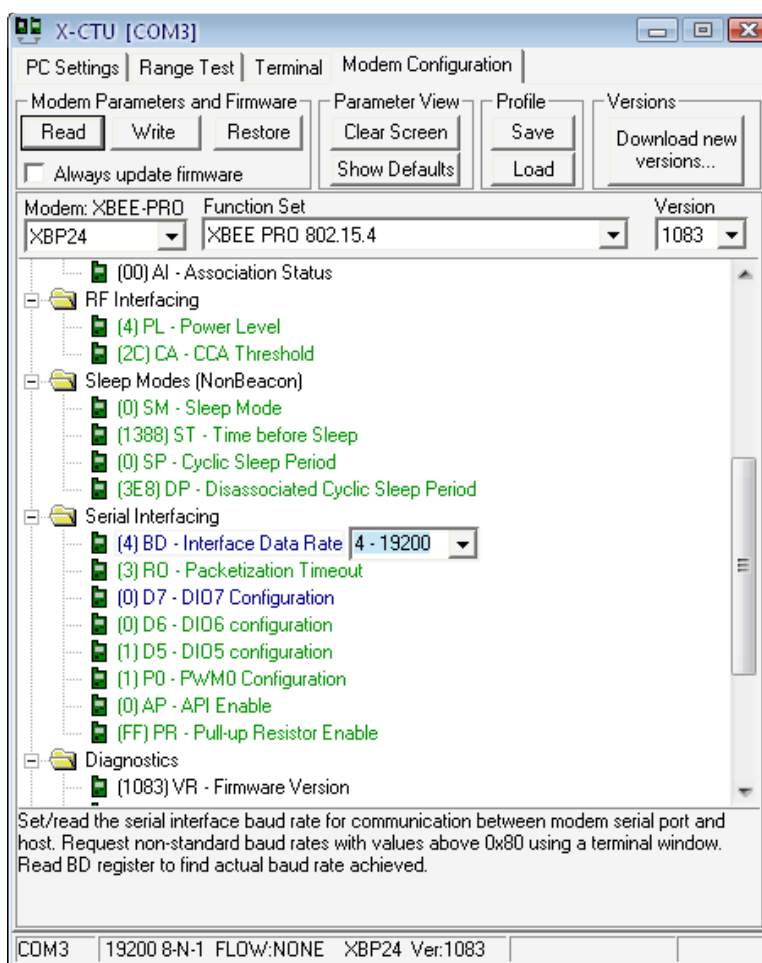 X-CTU [COM3]
PC Settings Range Test Terminal Modem Configuration
Modem Parameters and Firmware Parameter View Profile Versions
Read Write Restore Clear Screen Save Download new versions...
Always update firmware Show Defaults Load
Modem: XBEE-PRO Function Set Version
XBP24 XBEE PRO 802.15.4 1083
(00) AI - Association Status
RF Interfacing
(4) PL - Power Level
(2C) CA - CCA Threshold
Sleep Modes (NonBeacon)
(0) SM - Sleep Mode
(1388) ST - Time before Sleep
(0) SP - Cyclic Sleep Period
(3E8) DP - Disassociated Cyclic Sleep Period
Serial Interfacing
(4) BD - Interface Data Rate 4 - 19200
(3) RO - Packetization Timeout
(0) D7 - DIO7 Configuration
(0) D6 - DIO6 configuration
(1) D5 - DIO5 configuration
(1) P0 - PWM0 Configuration
(0) AP - API Enable
(FF) PR - Pull-up Resistor Enable
Diagnostics
(1083) VR - Firmware Version
Set/read the serial interface baud rate for communication between modem serial port and
host. Request non-standard baud rates with values above 0x80 using a terminal window.
Read BD register to find actual baud rate achieved.
COM3 19200 8-N-1 FLOW:NONE XBP24 Ver:1083